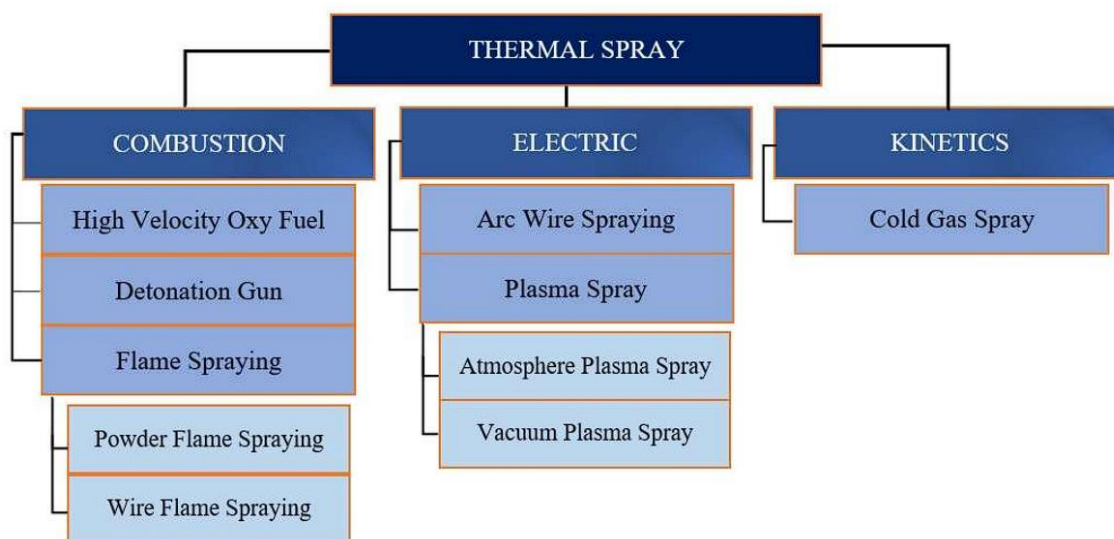 THERMAL SPRAY
COMBUSTION
High Velocity Oxy Fuel
Detonation Gun
Flame Spraying
Powder Flame Spraying
Wire Flame Spraying
ELECTRIC
Arc Wire Spraying
Plasma Spray
Atmosphere Plasma Spray
Vacuum Plasma Spray
KINETICS
Cold Gas Spray